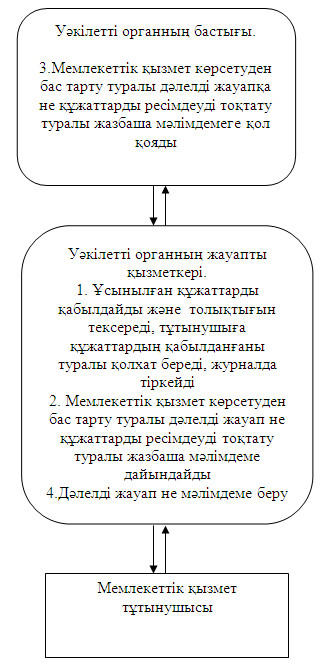 Уәкілетті органның бастығы.
3.Мемлекеттік қызмет көрсетуден
бас тарту туралы дәлелді жауапқа
не құжаттарды ресімдеуді тоқтату
туралы жазбаша мәлімдемеге қол
қояды
Уәкілетті органның жауапты
қызметкері.
1. Ұсынылған құжаттарды
қабылдайды және толықтығын
тексереді, тұтынушыға
құжаттардың қабылданғаны
туралы қолхат береді, журналда
тіркейді
2. Мемлекеттік қызмет көрсетуден
бас тарту туралы дәлелді жауап не
құжаттарды ресімдеуді тоқтату
туралы жазбаша мәлімдеме
дайындайды
4.Дәлелді жауап не мәлімдеме беру
Мемлекеттік қызмет
тұтынушысы